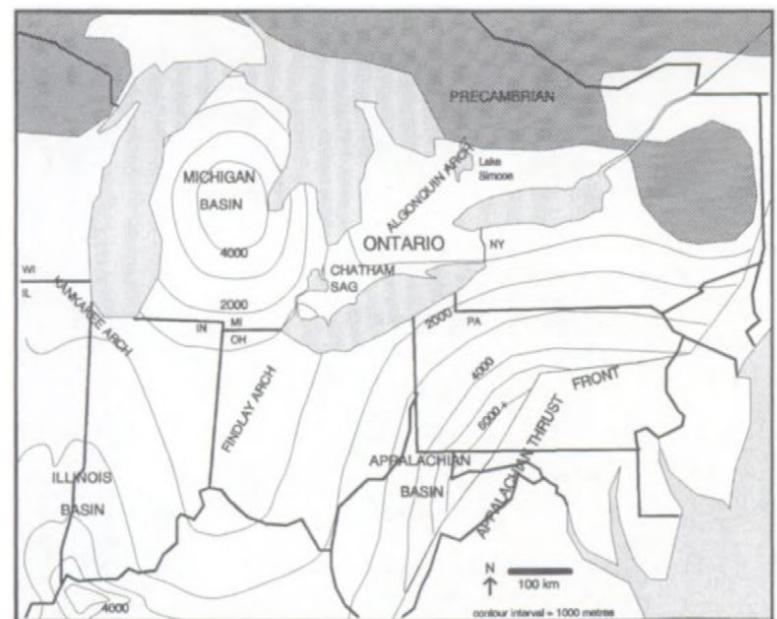 PRECAMBRIAN
ALGONQUIN ARCH
Lake
Simcoe
MICHIGAN
BASIN
4000
ONTARIO
NY
CHATHAM
SAG
WI
IL
KANKAKEE ARCH
2000
IN
MI
OH
2000
PA
4000
6000 +
FINDLAY ARCH
APPALACHIAN THRUST FRONT
APPALACHIAN
BASIN
ILLINOIS
BASIN
4000
N
100 km
contour interval = 1000 metres